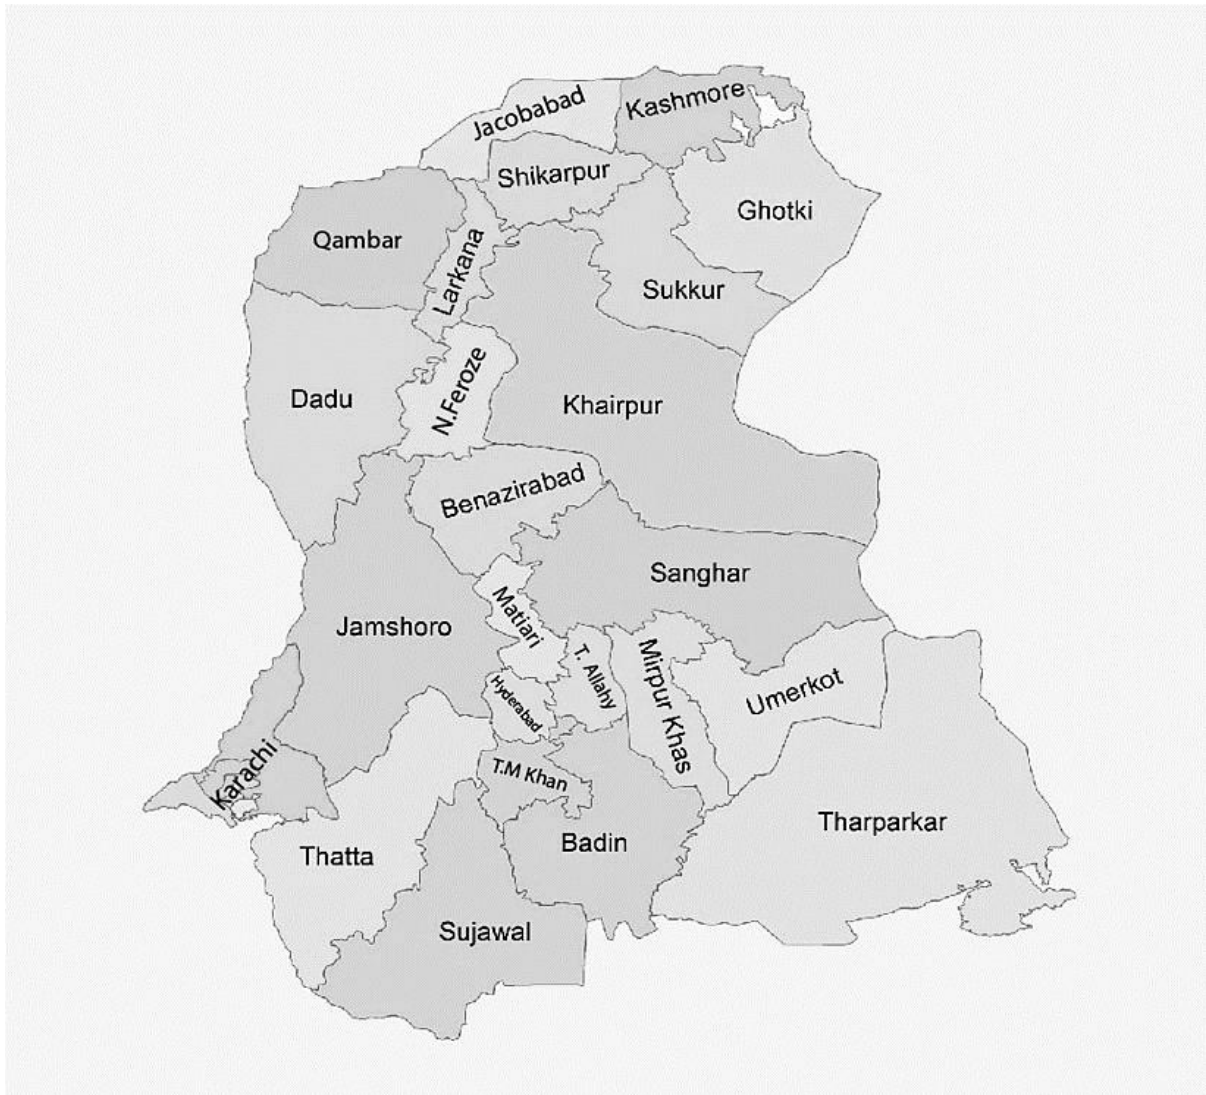 Jacobabad
Kashmore
Shikarpur
Ghotki
Qambar
Larkana
Sukkur
Dadu
N.Feroze
Khairpur
Benazirabad
Sanghar
Matiari
Jamshoro
T. Allahy
Mirpur Khas
Umerkot
Hyderabad
Karachi
T.M Khan
Tharparkar
Badin
Thatta
Sujawal